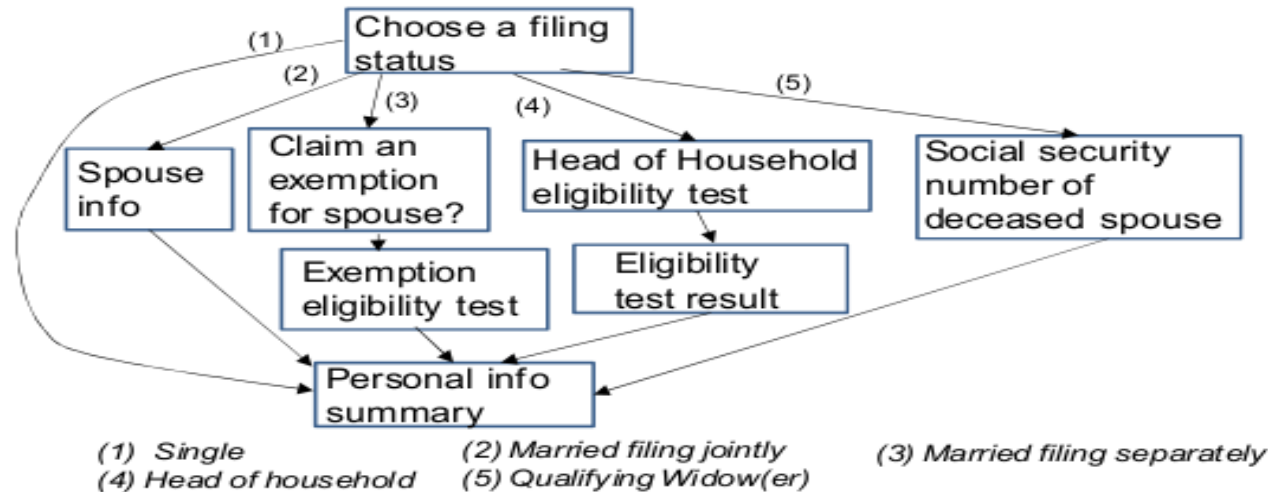 Choose a filing
status
(1)
(2)
(3)
(4)
(5)
Spouse
info
Claim an
exemption
for spouse?
Head of Household
eligibility test
Social security
number of
deceased spouse
Exemption
eligibility test
Eligibility
test result
Personal info
summary
(1) Single
(2) Married filing jointly
(3) Married filing separately
(4) Head of household
(5) Qualifying Widow(er)